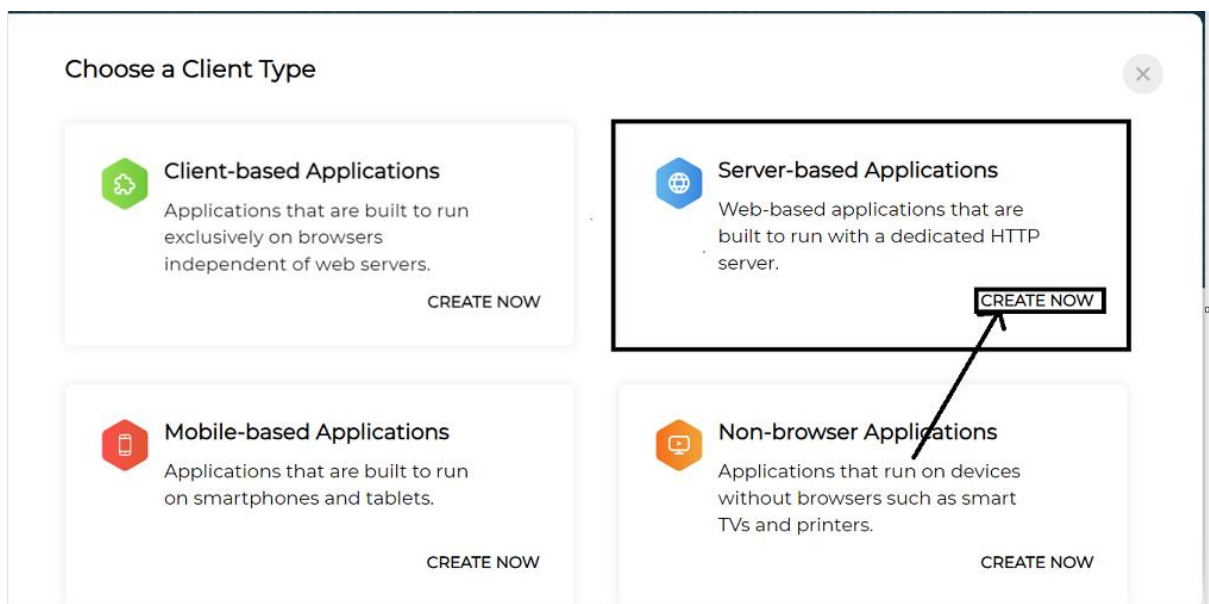 Choose a Client Type
Client-based Applications
Applications that are built to run
exclusively on browsers
independent of web servers.
CREATE NOW
Server-based Applications
Web-based applications that are
built to run with a dedicated HTTP
server.
CREATE NOW
Mobile-based Applications
Applications that are built to run
on smartphones and tablets.
CREATE NOW
Non-browser Applications
Applications that run on devices
without browsers such as smart
TVs and printers.
CREATE NOW